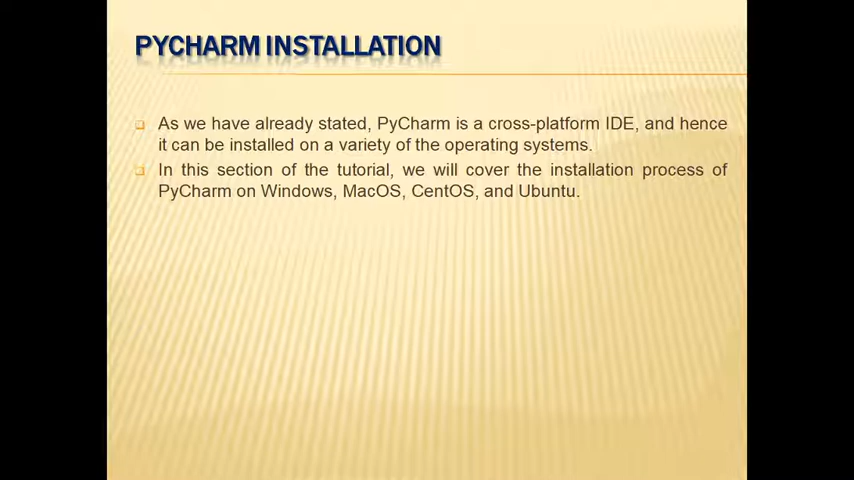 PYCHARM INSTALLATION
As we have already stated, PyCharm is a cross-platform IDE, and hence
it can be installed on a variety of the operating systems.
In this section of the tutorial, we will cover the installation process of
PyCharm on Windows, MacOS, CentOS, and Ubuntu.